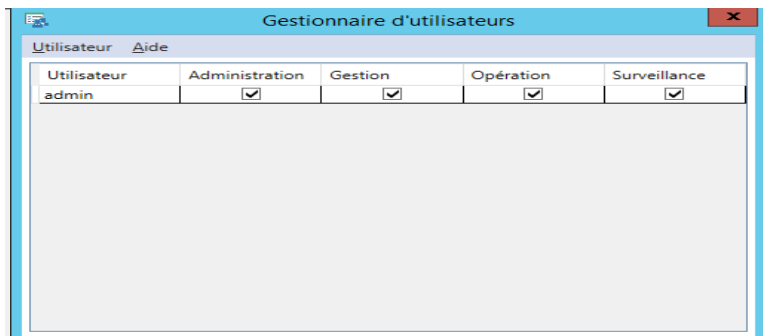 Gestionnaire d'utilisateurs
Utilisateur Aide
Utilisateur Administration Gestion Opération Surveillance
admin